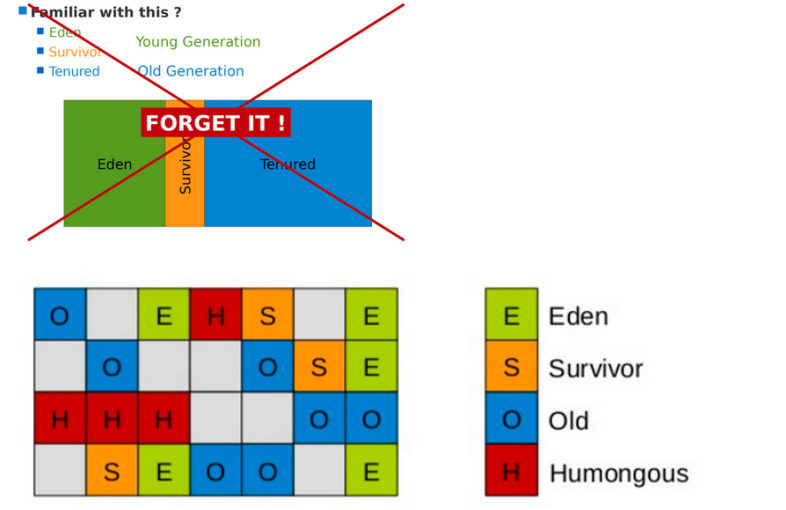 Familiar with this ?
Eden
Young Generation
Survivor
Tenured
Old Generation
FORGET IT !
Eden
Survivor
Tenured
O E H S E
O O S E
H H H O O
S E O O E
E Eden
S Survivor
O Old
H Humongous